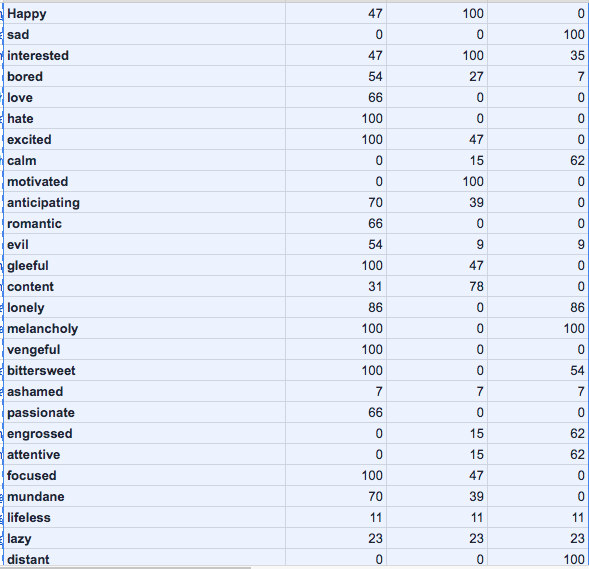 Happy 47 100 0
sad 0 0 100
interested 47 100 35
bored 54 27 7
love 66 0 0
hate 100 0 0
excited 100 47 0
calm 0 15 62
motivated 0 100 0
anticipating 70 39 0
romantic 66 0 0
evil 54 9 9
gleeful 100 47 0
content 31 78 0
lonely 86 0 86
melancholy 100 0 100
vengeful 100 0 0
bittersweet 100 0 54
ashamed 7 7 7
passionate 66 0 0
engrossed 0 15 62
attentive 0 15 62
focused 100 47 0
mundane 70 39 0
lifeless 11 11 11
lazy 23 23 23
distant 0 0 100